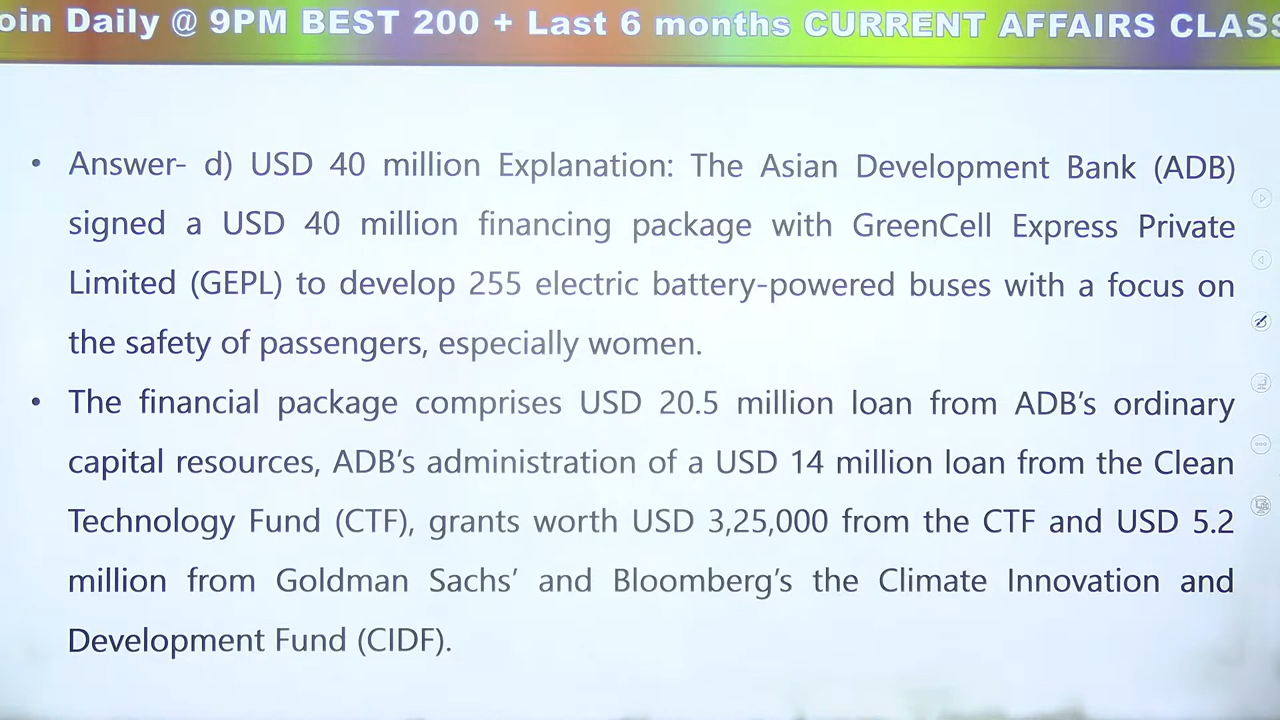 oin Daily @ 9PM BEST 200 + Last 6 months CURRENT AFFAIRS CLASS
• Answer- d) USD 40 million Explanation: The Asian Development Bank (ADB)
signed a USD 40 million financing package with GreenCell Express Private
Limited (GEPL) to develop 255 electric battery-powered buses with a focus on
the safety of passengers, especially women.
• The financial package comprises USD 20.5 million loan from ADB’s ordinary
capital resources, ADB’s administration of a USD 14 million loan from the Clean
Technology Fund (CTF), grants worth USD 3,25,000 from the CTF and USD 5.2
million from Goldman Sachs’ and Bloomberg’s the Climate Innovation and
Development Fund (CIDF).